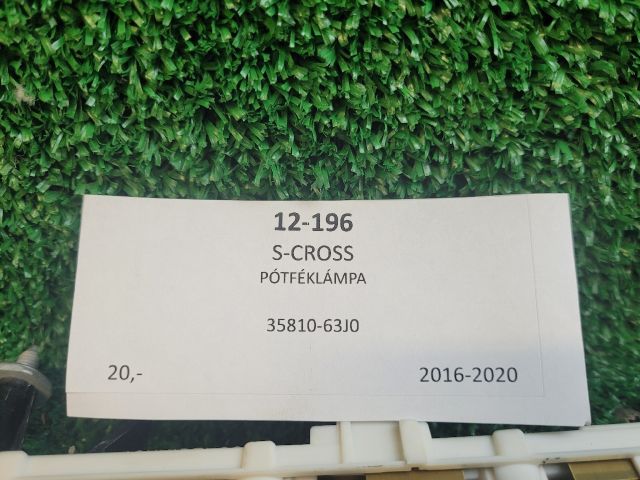 12-196
S-CROSS
PÓTFÉKLÁMPA
35810-63J0
20,- 2016-2020